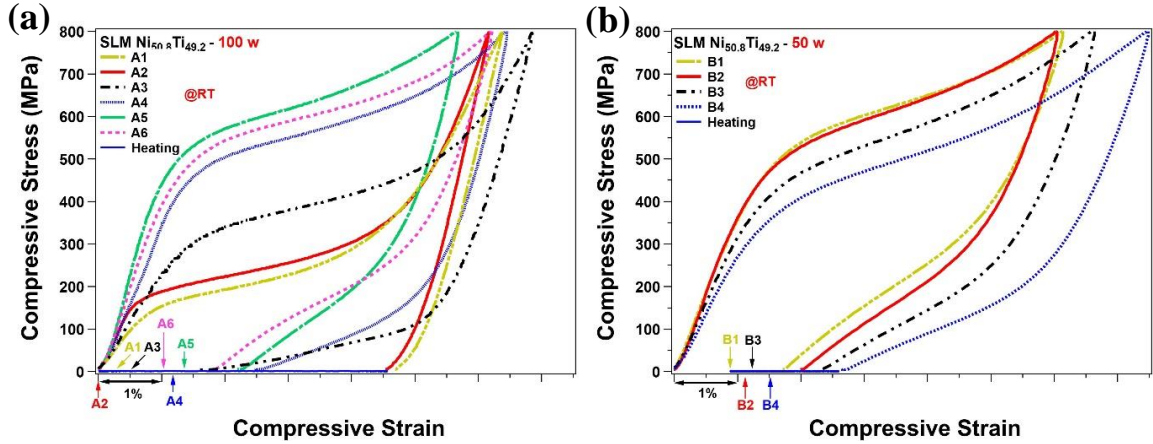 (a)
SLM Ni50.8Ti49.2 - 100 w
A1
A2
A3
A4
A5
A6
Heating
@RT
800
700
600
500
400
300
200
100
0
Compressive Stress (MPa)
A6
A1 A3
A5
1%
A2
A4
Compressive Strain
(b)
SLM Ni50.8Ti49.2 - 50 w
B1
B2
B3
B4
Heating
@RT
800
700
600
500
400
300
200
100
0
Compressive Stress (MPa)
B1 B3
1%
B2 B4
Compressive Strain